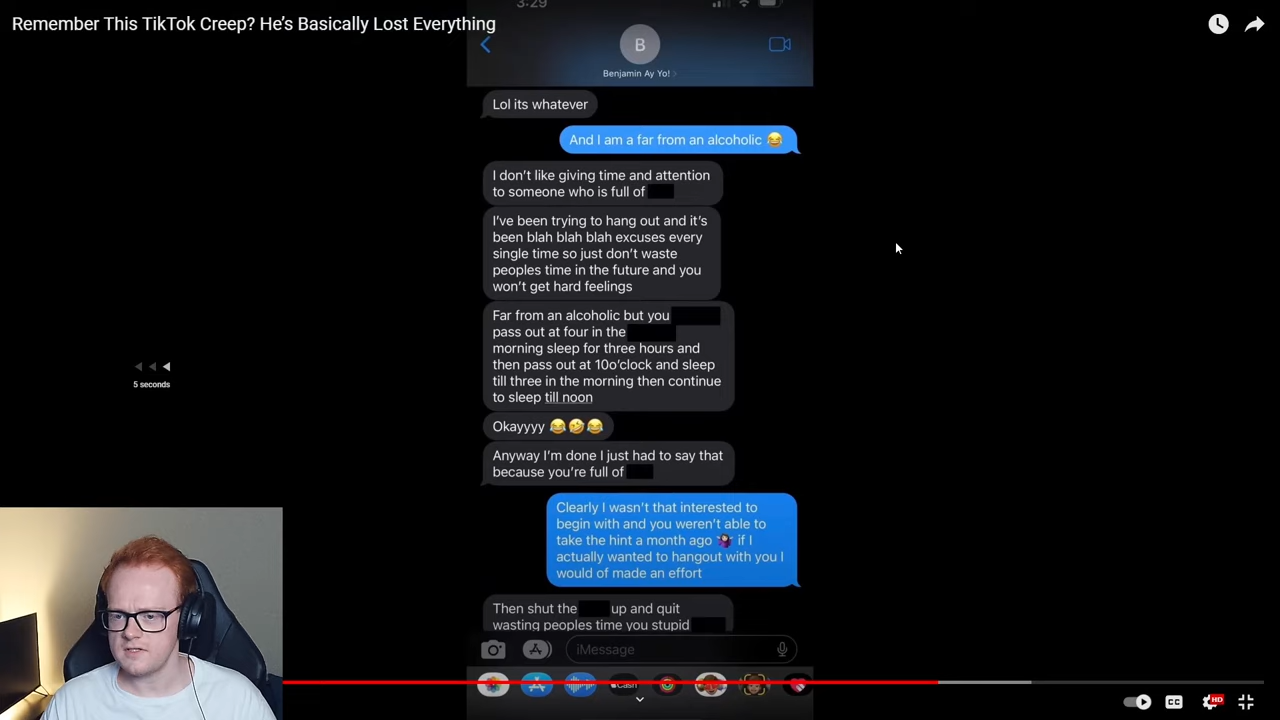 Remember This TikTok Creep? He's Basically Lost Everything
3:29
B
Benjamin Ay Yo!
Lol its whatever
And I am a far from an alcoholic 😂
I don't like giving time and attention
to someone who is full of
I've been trying to hang out and it's
been blah blah blah excuses every
single time so just don't waste
peoples time in the future and you
won't get hard feelings
Far from an alcoholic but you
pass out at four in the
morning sleep for three hours and
then pass out at 10o'clock and sleep
till three in the morning then continue
to sleep till noon
Okayyyy 😂🤣😂
Anyway I'm done I just had to say that
because you're full of
Clearly I wasn't that interested to
begin with and you weren't able to
take the hint a month ago 🤷🏻‍♀️ if I
actually wanted to hangout with you I
would of made an effort
Then shut the up and quit
wasting peoples time you stupid
iMessage
Cash
5 seconds
CC
HD